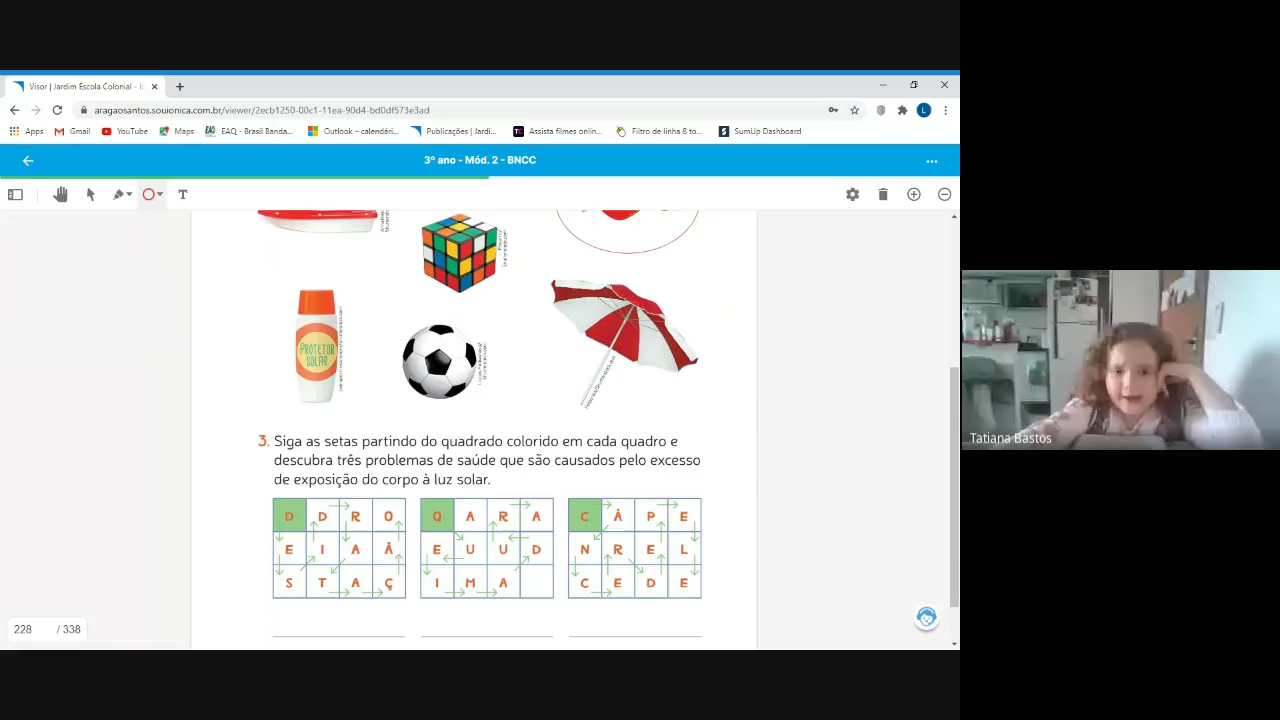 Visor | Jardim Escola Colonial - I
aragaosantos.souionica.com.br/viewer/2ecb1250-00c1-11ea-90d4-bd0df573e3ad
L
Apps Gmail YouTube Maps EAQ - Brasil Banda... Outlook – calendári... Publicações | Jardi... Assista filmes onlin... Filtro de linha 8 to... SumUp Dashboard
3º ano - Mód. 2 - BNCC
T
PROTETOR
SOLAR
3. Siga as setas partindo do quadrado colorido em cada quadro e
descubra três problemas de saúde que são causados pelo excesso
de exposição do corpo à luz solar.
D D R O Q A R A C Â P E
E I A Ã E U U D N R E L
S T A Ç I M A C E D E
228 / 338
Tatiana Bastos